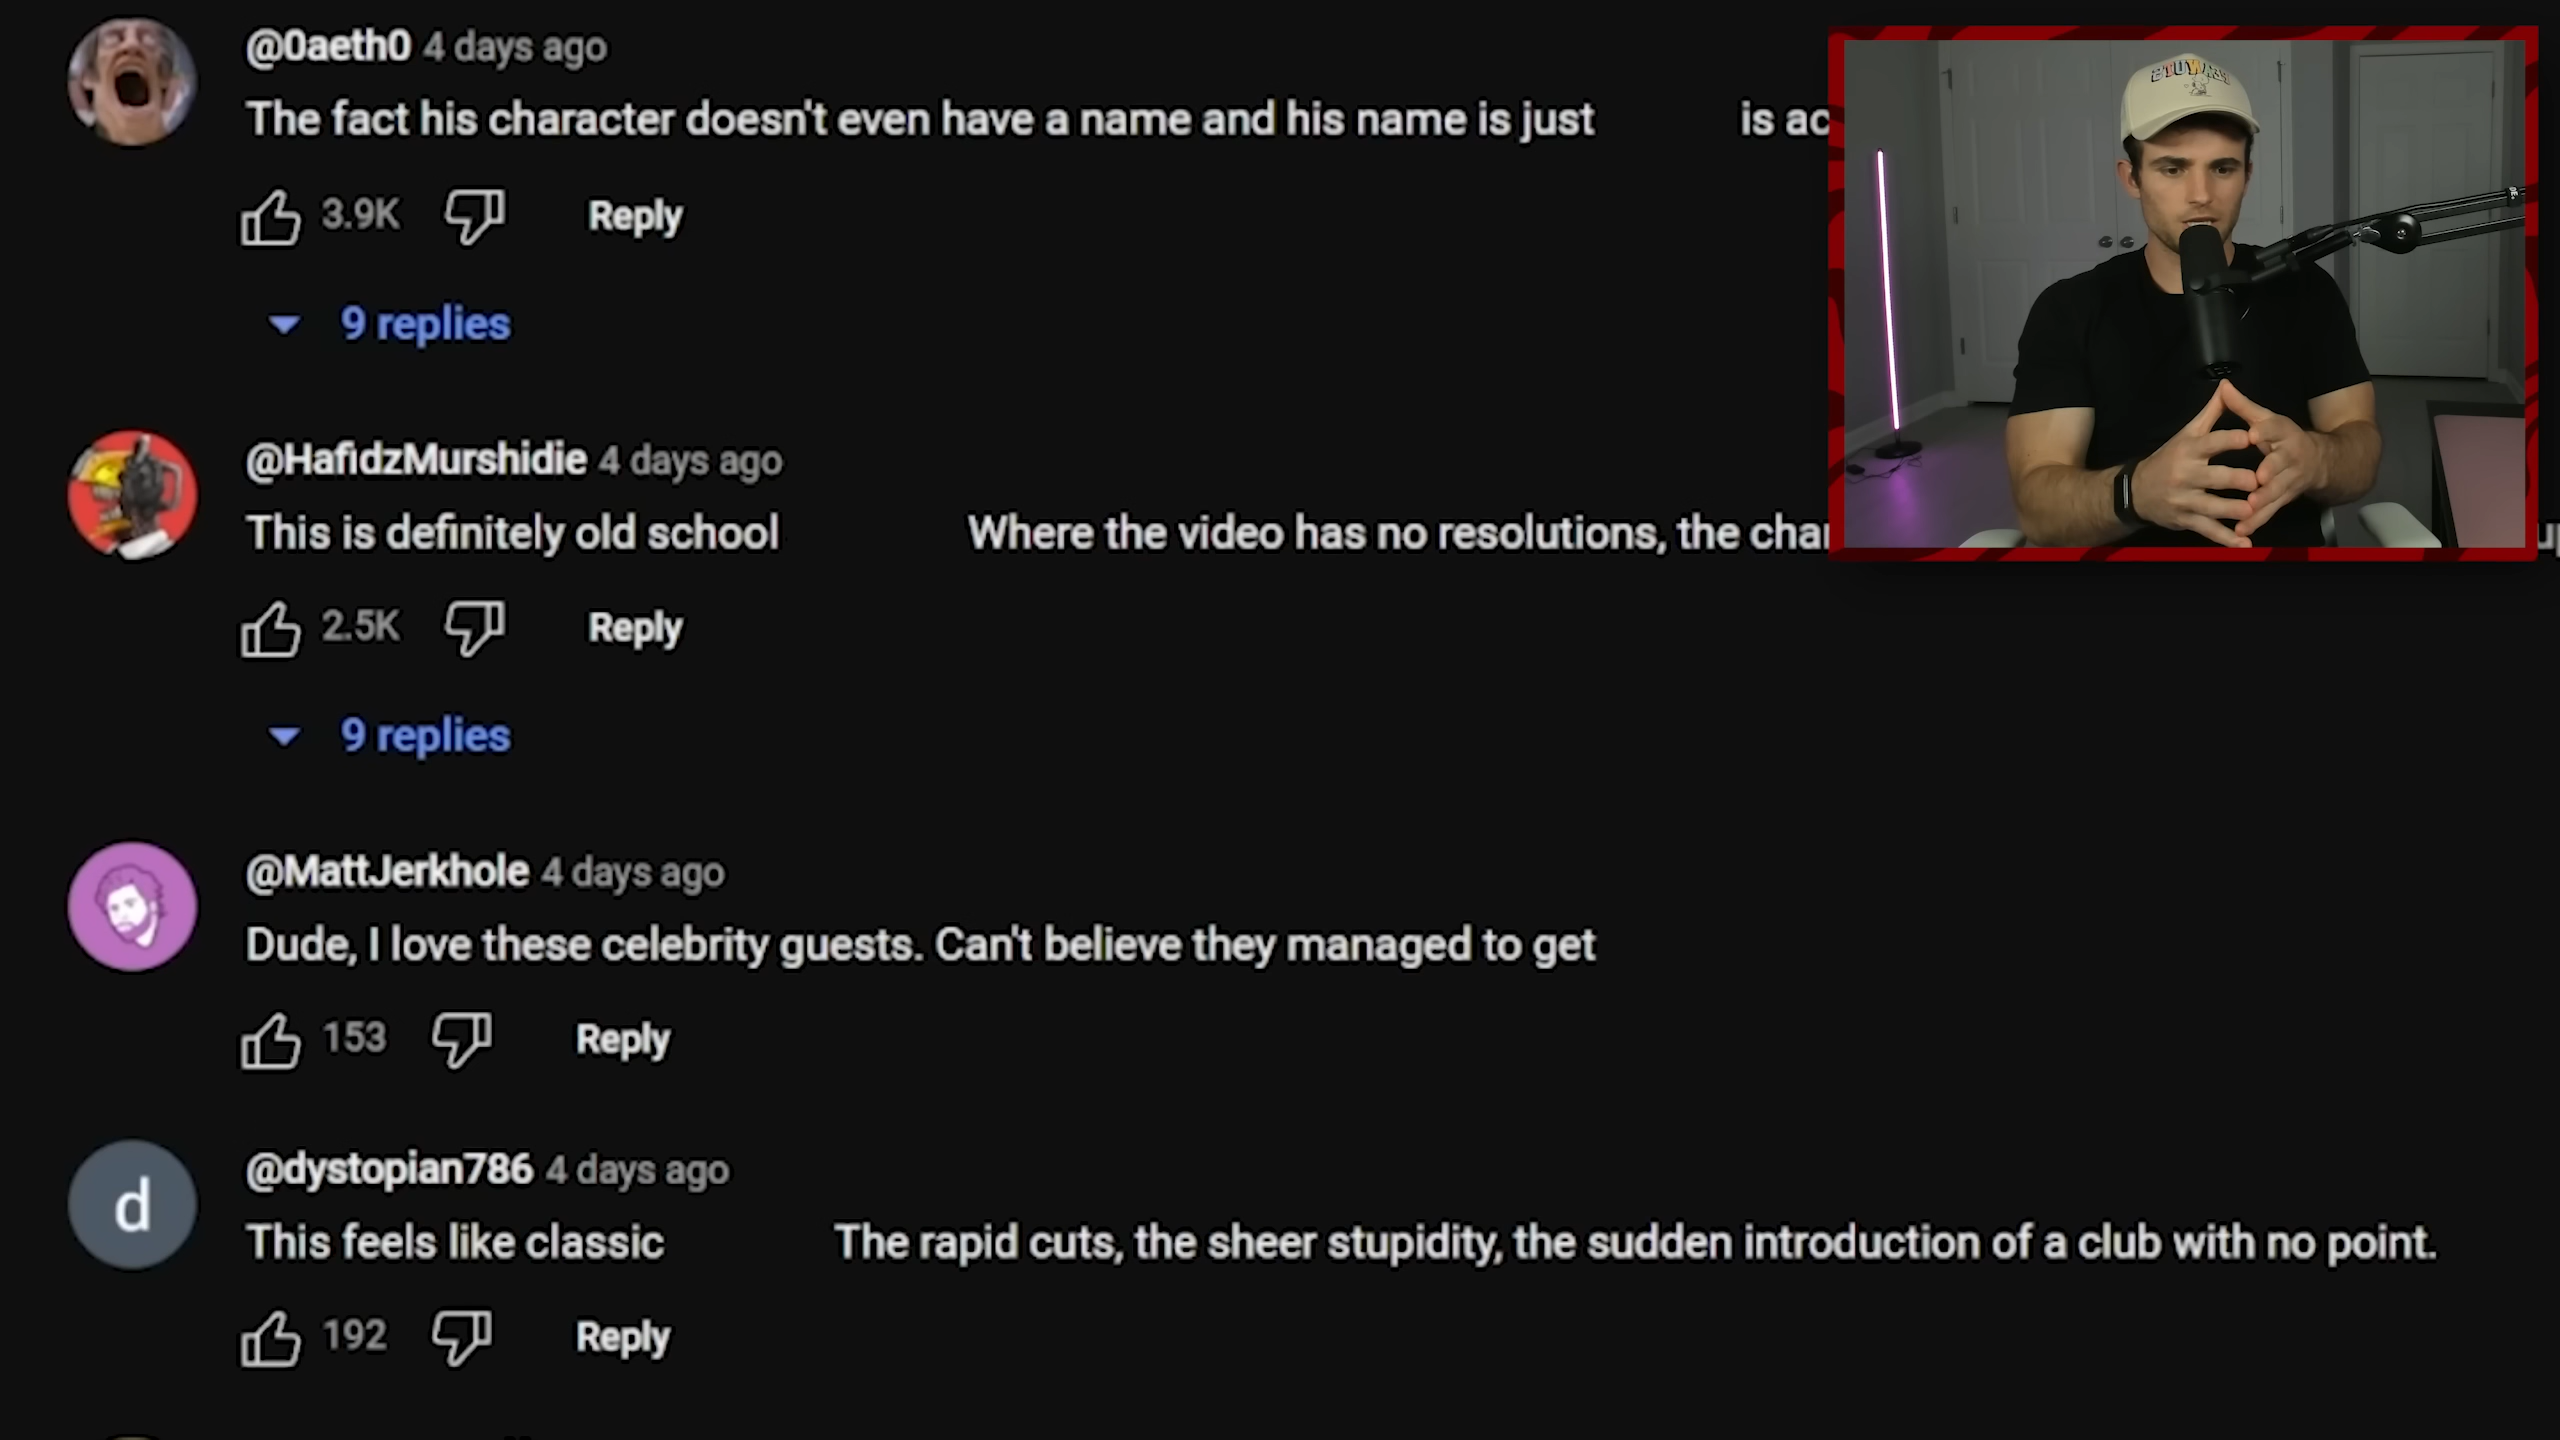 @0aeth0 4 days ago
The fact his character doesn't even have a name and his name is just is ac
3.9K Reply
9 replies
@HafidzMurshidie 4 days ago
This is definitely old school Where the video has no resolutions, the char
2.5K Reply
9 replies
@MattJerkhole 4 days ago
Dude, I love these celebrity guests. Can't believe they managed to get
153 Reply
d
@dystopian786 4 days ago
This feels like classic The rapid cuts, the sheer stupidity, the sudden introduction of a club with no point.
192 Reply